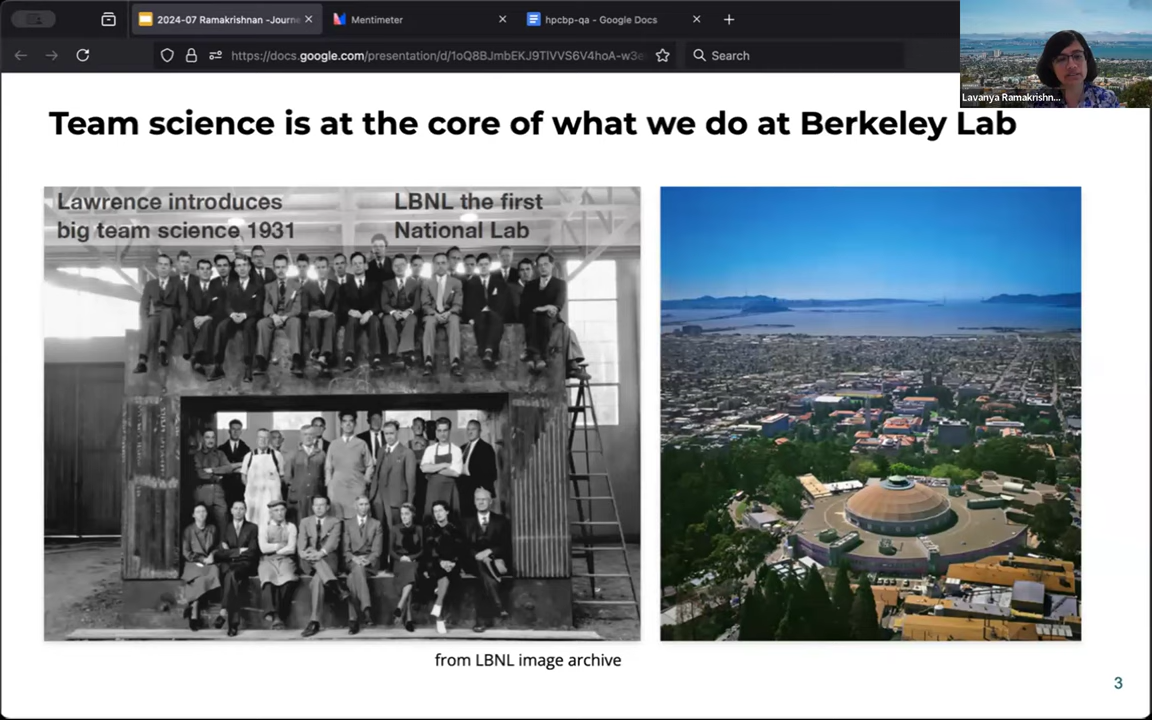 2024-07 Ramakrishnan -Journe
Mentimeter
hpcbp-qa - Google Docs
https://docs.google.com/presentation/d/1oQ8BJmbEKJ9TlVVS6V4hoA-w3e
Search
Lavanya Ramakrishn...
Team science is at the core of what we do at Berkeley Lab
Lawrence introduces
big team science 1931
LBNL the first
National Lab
from LBNL image archive
3